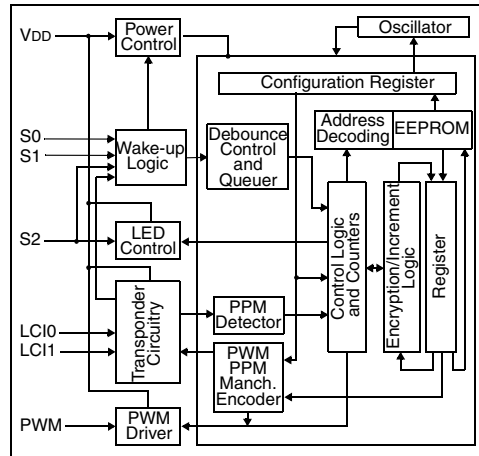 VDD
Power
Control
Oscillator
Configuration Register
S0
S1
Wake-up
Logic
Debounce
Control
and
Queuer
Address
Decoding
EEPROM
S2
LED
Control
Control Logic
and Counters
Encryption/Increment
Logic
Register
LCI0
LCI1
Transponder
Circuitry
PPM
Detector
PWM
PPM
Manch.
Encoder
PWM
PWM
Driver